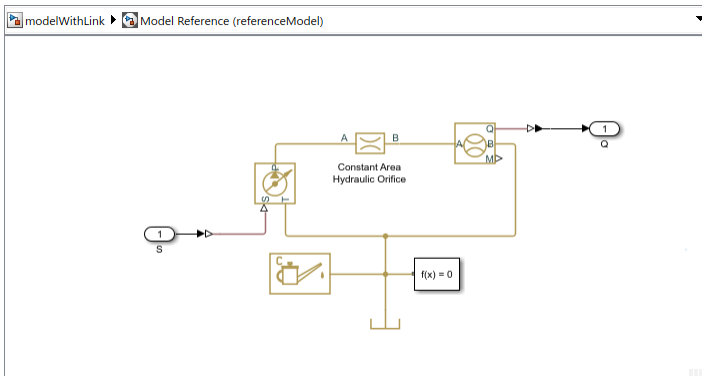 modelWithLink
Model Reference (referenceModel)
A
B
Constant Area
Hydraulic Orifice
P
S
T
A
Q
B
M
1
Q
1
S
C
f(x) = 0